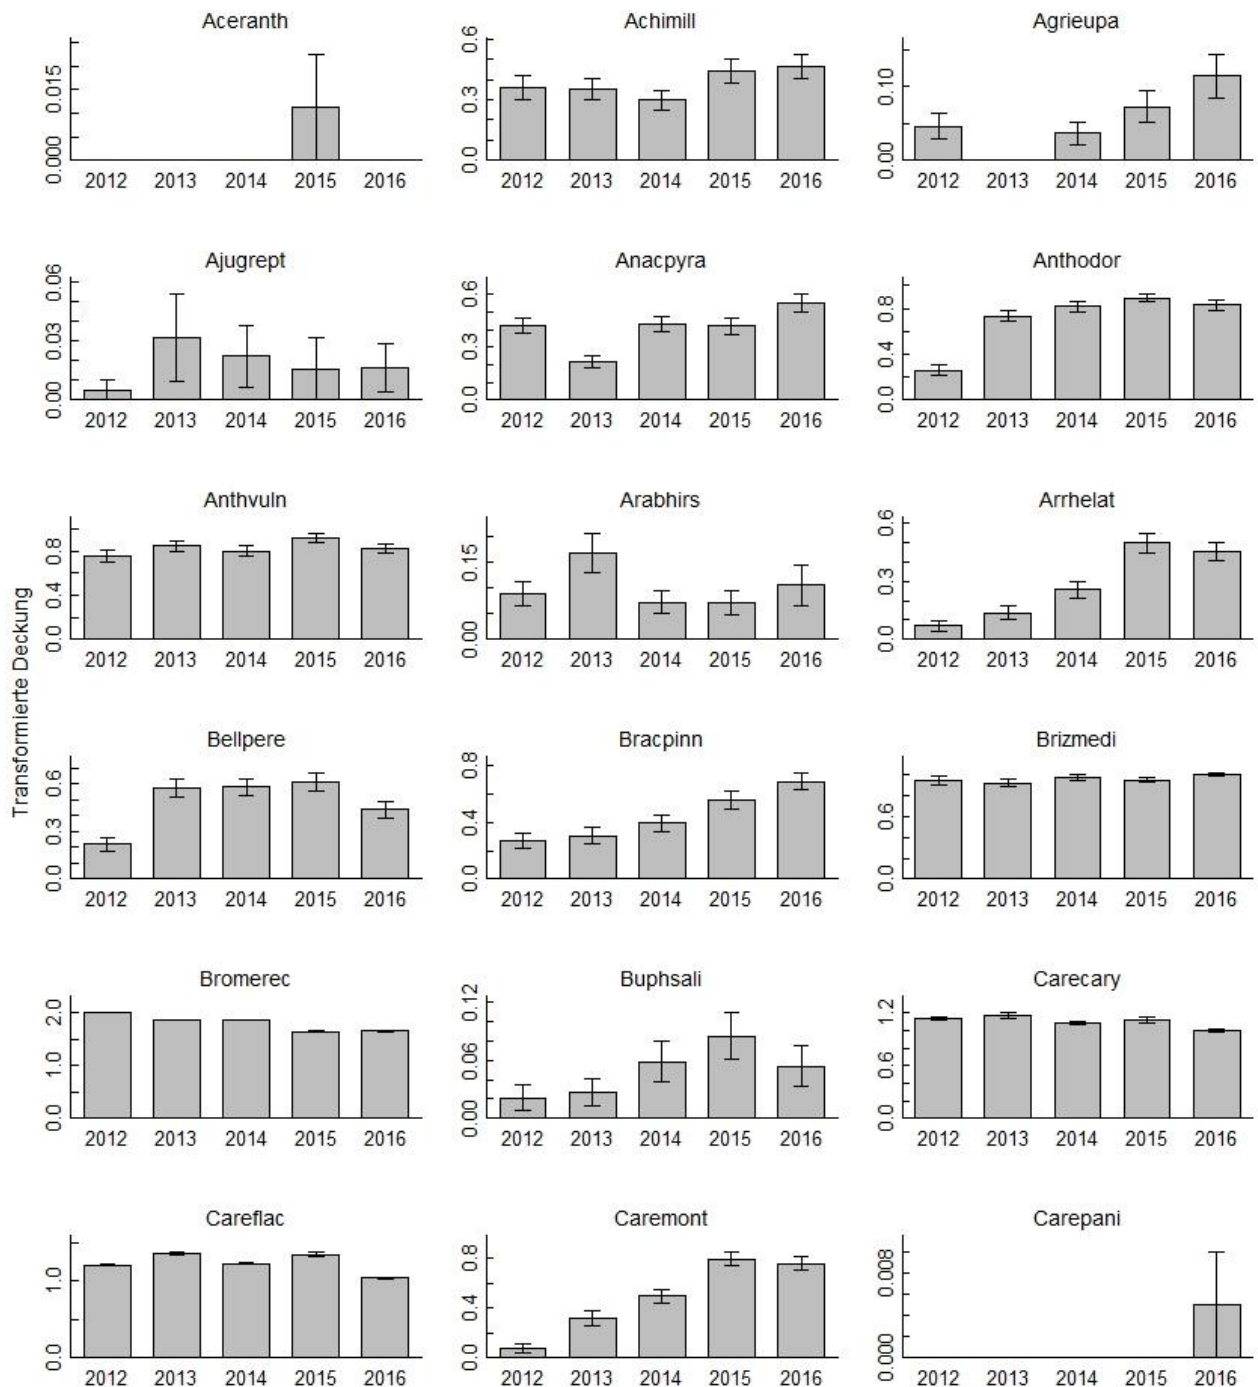 Transformierte Deckung
Aceranth
0.000 0.015
2012 2013 2014 2015 2016
Achimill
0.0 0.3 0.6
2012 2013 2014 2015 2016
Agrieupa
0.00 0.10
2012 2013 2014 2015 2016
Ajugrept
0.00 0.03 0.06
2012 2013 2014 2015 2016
Anacpyra
0.0 0.3 0.6
2012 2013 2014 2015 2016
Anthodor
0.0 0.4 0.8
2012 2013 2014 2015 2016
Anthvuln
0.0 0.4 0.8
2012 2013 2014 2015 2016
Arabhirs
0.00 0.15
2012 2013 2014 2015 2016
Arrhelat
0.0 0.3 0.6
2012 2013 2014 2015 2016
Bellpere
0.0 0.3 0.6
2012 2013 2014 2015 2016
Bracpinn
0.0 0.4 0.8
2012 2013 2014 2015 2016
Brizmedi
0.0 0.6
2012 2013 2014 2015 2016
Bromerec
0.0 1.0 2.0
2012 2013 2014 2015 2016
Buphsali
0.00 0.06 0.12
2012 2013 2014 2015 2016
Carecary
0.0 0.6 1.2
2012 2013 2014 2015 2016
Careflac
0.0 1.0
2012 2013 2014 2015 2016
Caremont
0.0 0.4 0.8
2012 2013 2014 2015 2016
Carepani
0.000 0.008
2012 2013 2014 2015 2016